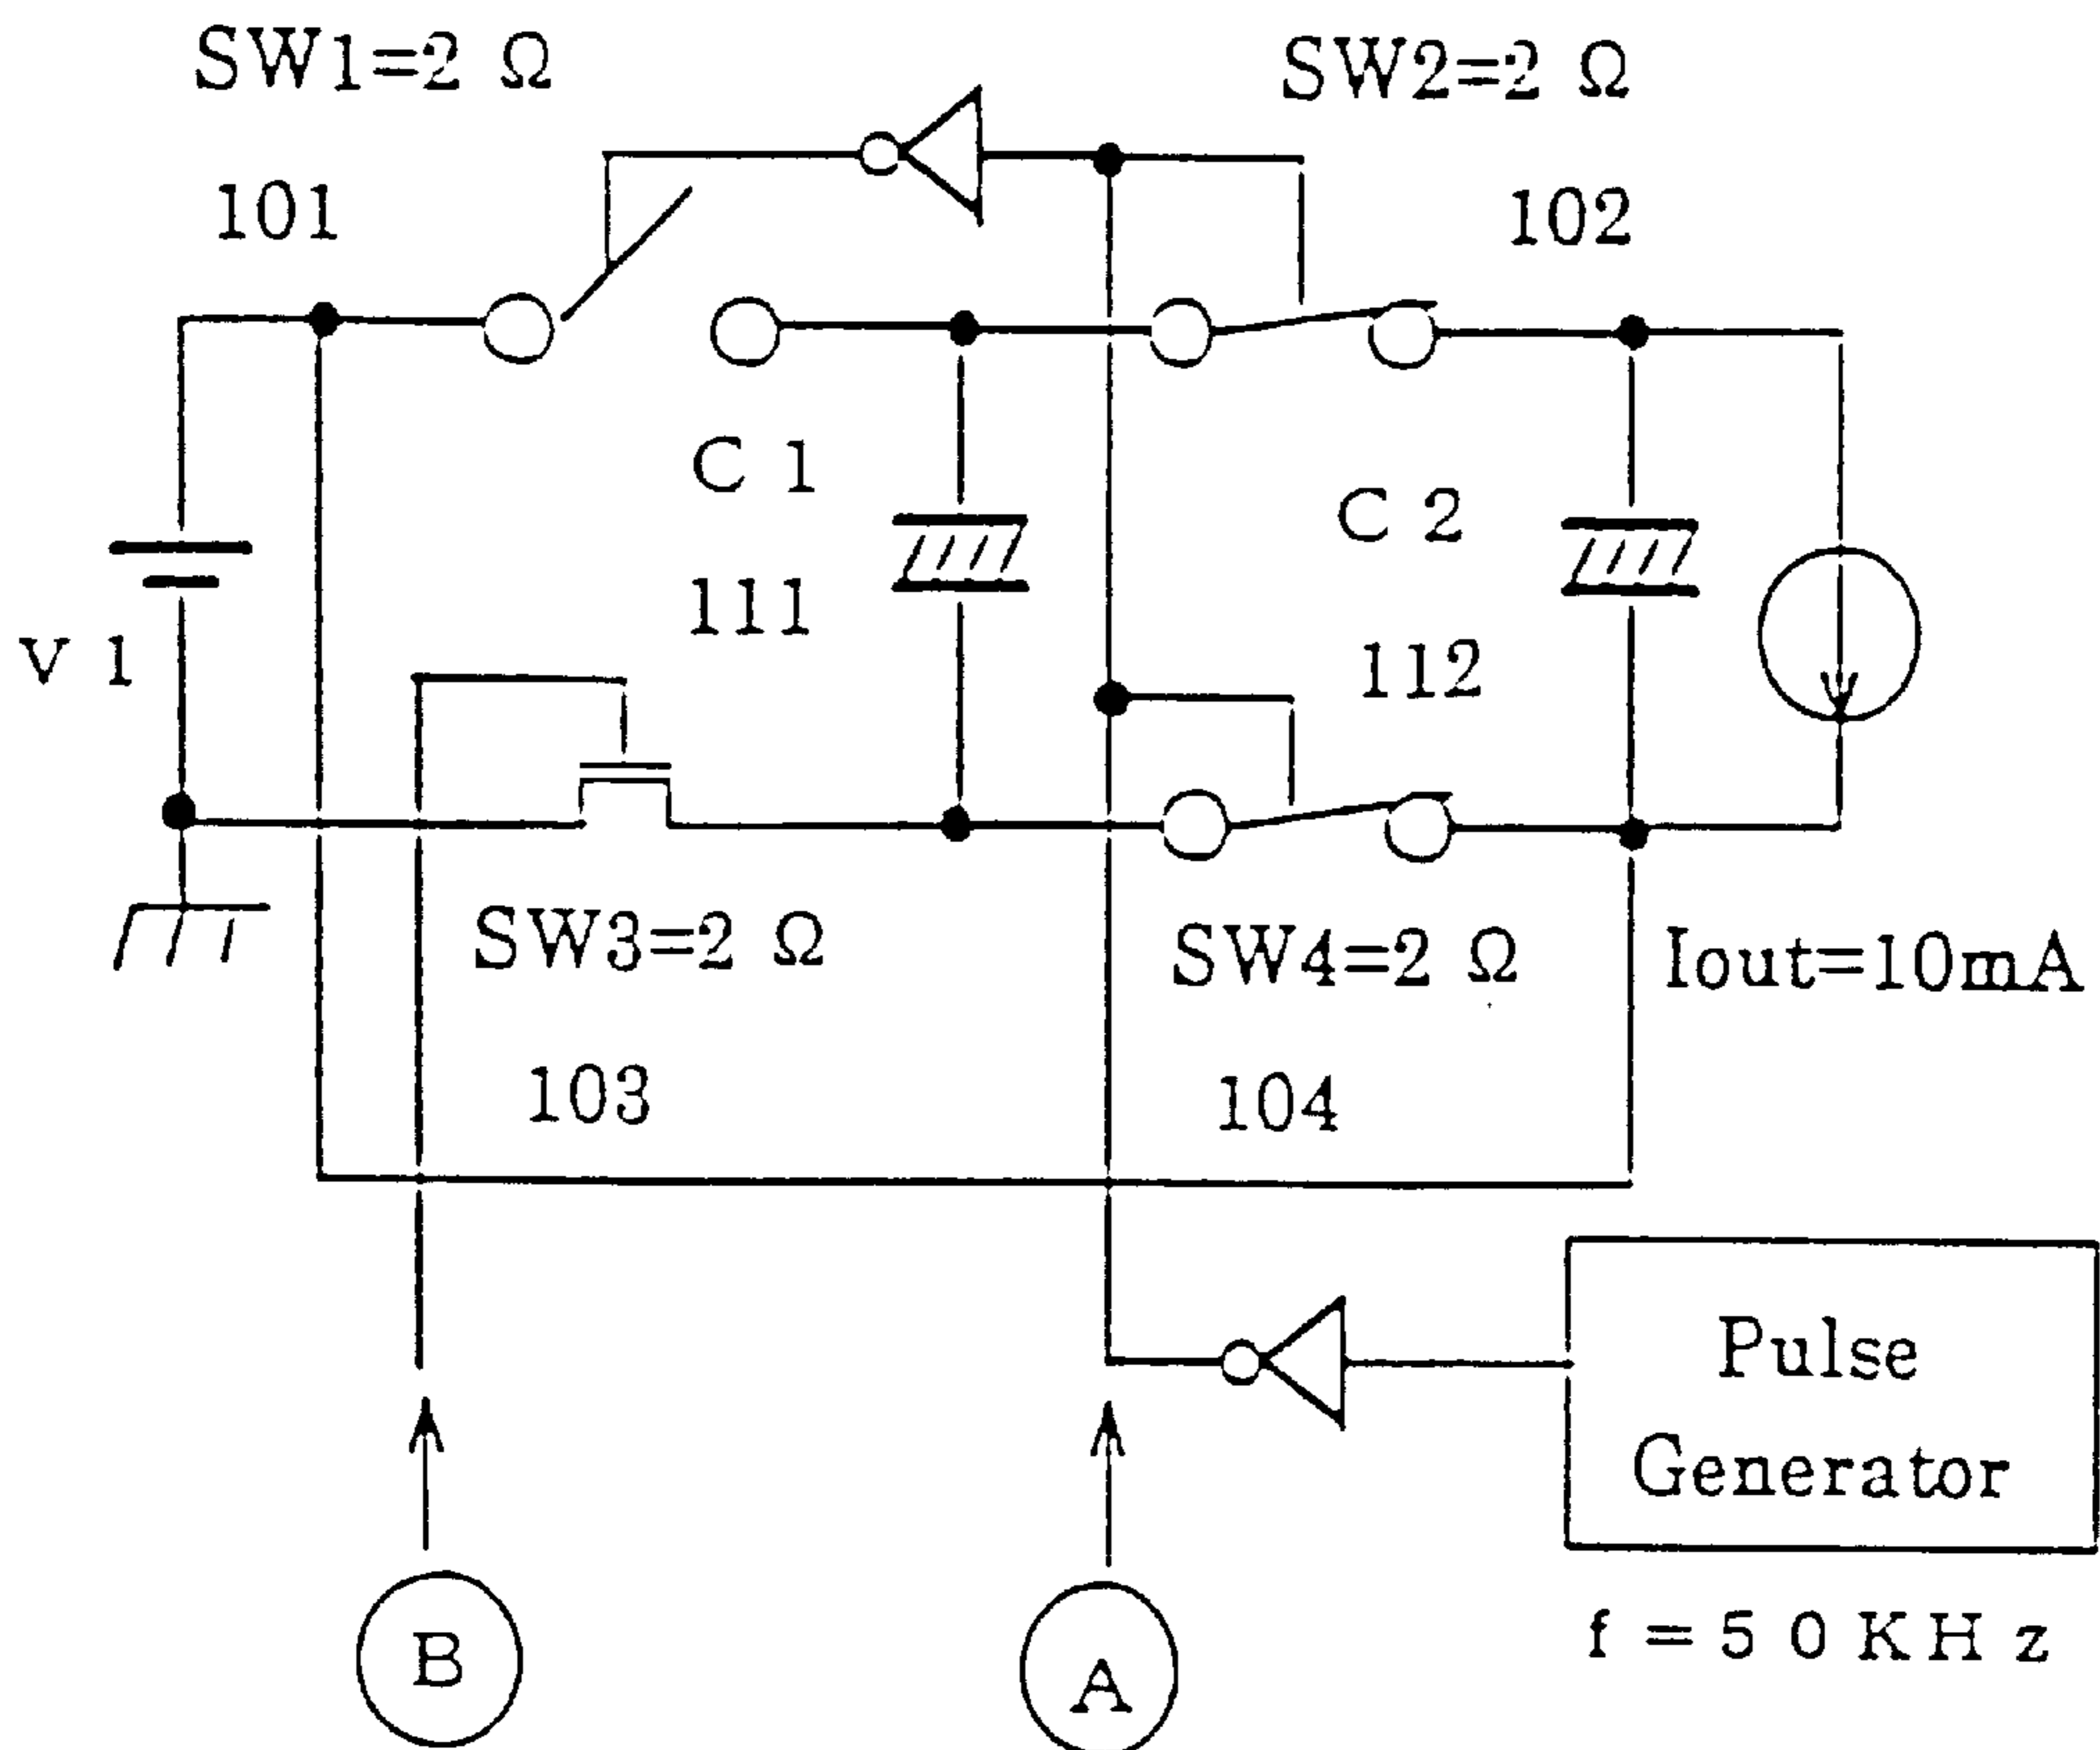 SW1=2 Ω
SW2=2 Ω
101
102
C 1
111
C 2
112
V 1
SW3=2 Ω
SW4=2 Ω
Iout=10mA
103
104
Pulse
Generator
f = 5 0 K H z
B
A